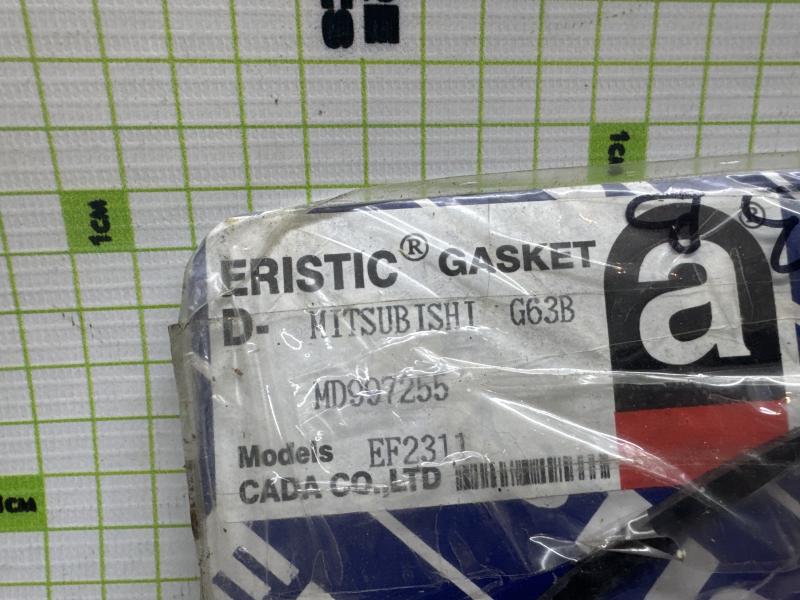 1CM
1CM
ERISTIC® GASKET
D- MITSUBISHI G63B
MD997255
Models EF2311
CADA CO.,LTD
a®
1CM